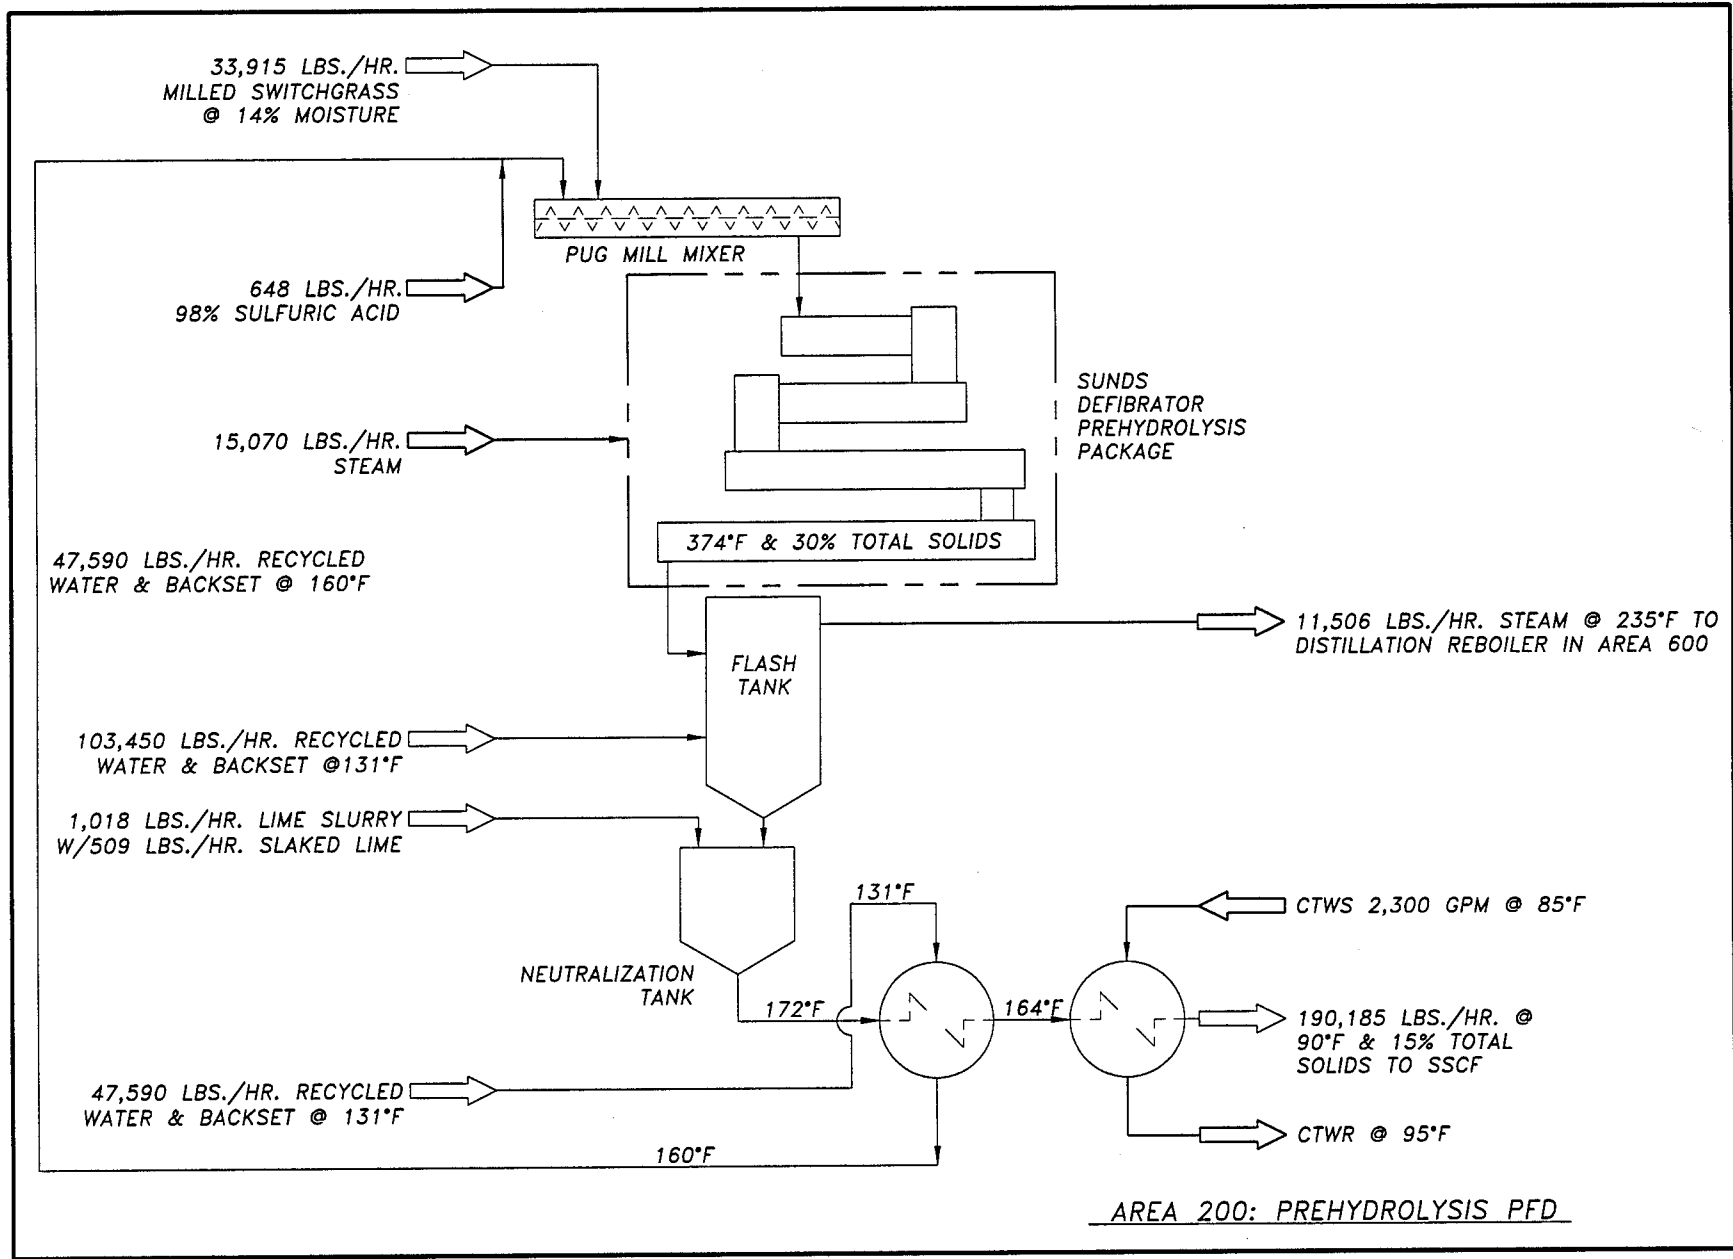 33,915 LBS./HR.
MILLED SWITCHGRASS
@ 14% MOISTURE
PUG MILL MIXER
648 LBS./HR.
98% SULFURIC ACID
SUNDS
DEFIBRATOR
PREHYDROLYSIS
PACKAGE
15,070 LBS./HR.
STEAM
374°F & 30% TOTAL SOLIDS
47,590 LBS./HR. RECYCLED
WATER & BACKSET @ 160°F
11,506 LBS./HR. STEAM @ 235°F TO
DISTILLATION REBOILER IN AREA 600
FLASH
TANK
103,450 LBS./HR. RECYCLED
WATER & BACKSET @131°F
1,018 LBS./HR. LIME SLURRY
W/509 LBS./HR. SLAKED LIME
131°F
CTWS 2,300 GPM @ 85°F
NEUTRALIZATION
TANK
172°F
164°F
190,185 LBS./HR. @
90°F & 15% TOTAL
SOLIDS TO SSCF
47,590 LBS./HR. RECYCLED
WATER & BACKSET @ 131°F
CTWR @ 95°F
160°F
AREA 200: PREHYDROLYSIS PFD